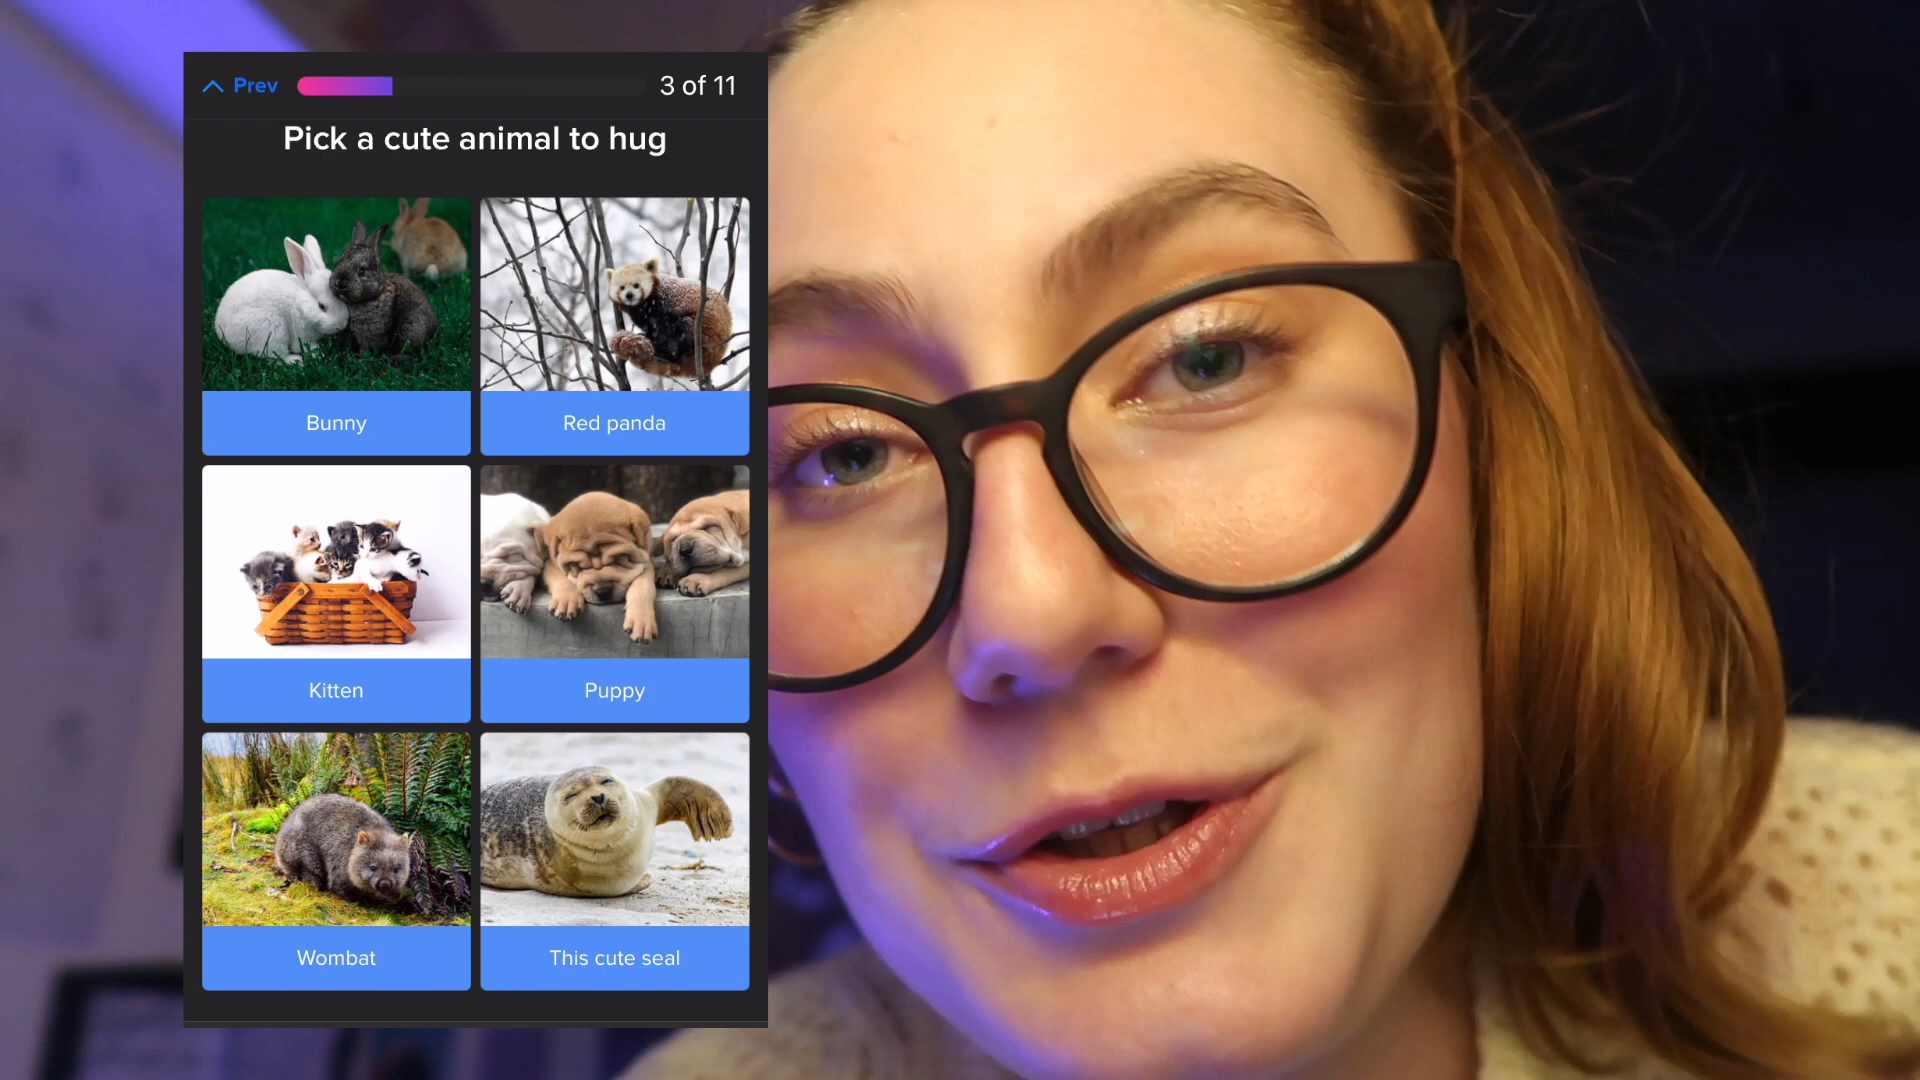 Prev
3 of 11
Pick a cute animal to hug
Bunny
Red panda
Kitten
Puppy
Wombat
This cute seal